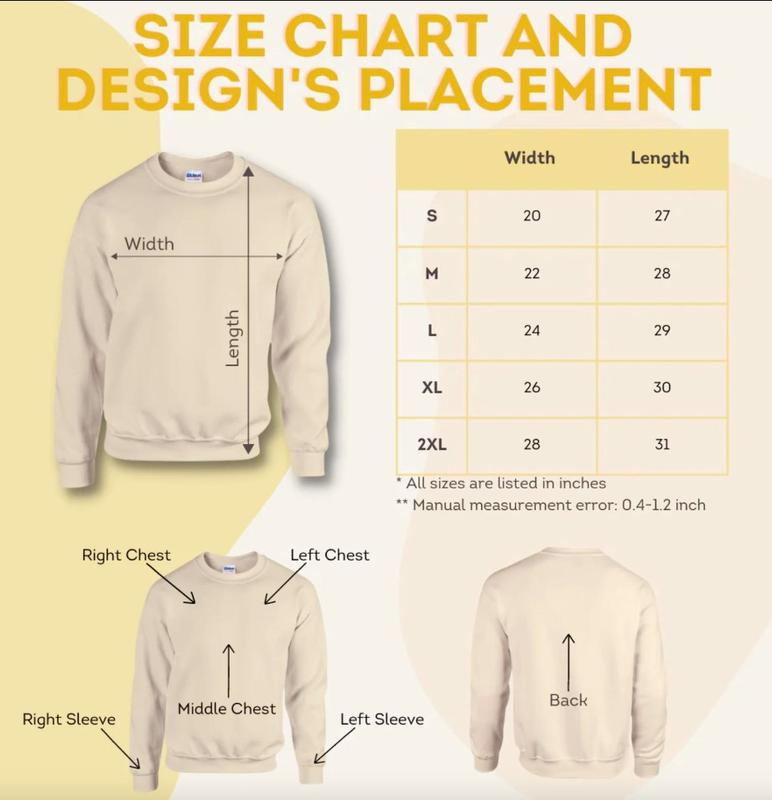 SIZE CHART AND
DESIGN'S PLACEMENT
Width
Length
Width Length
S 20 27
M 22 28
L 24 29
XL 26 30
2XL 28 31
* All sizes are listed in inches
** Manual measurement error: 0.4-1.2 inch
Right Chest
Left Chest
Middle Chest
Right Sleeve
Left Sleeve
Back